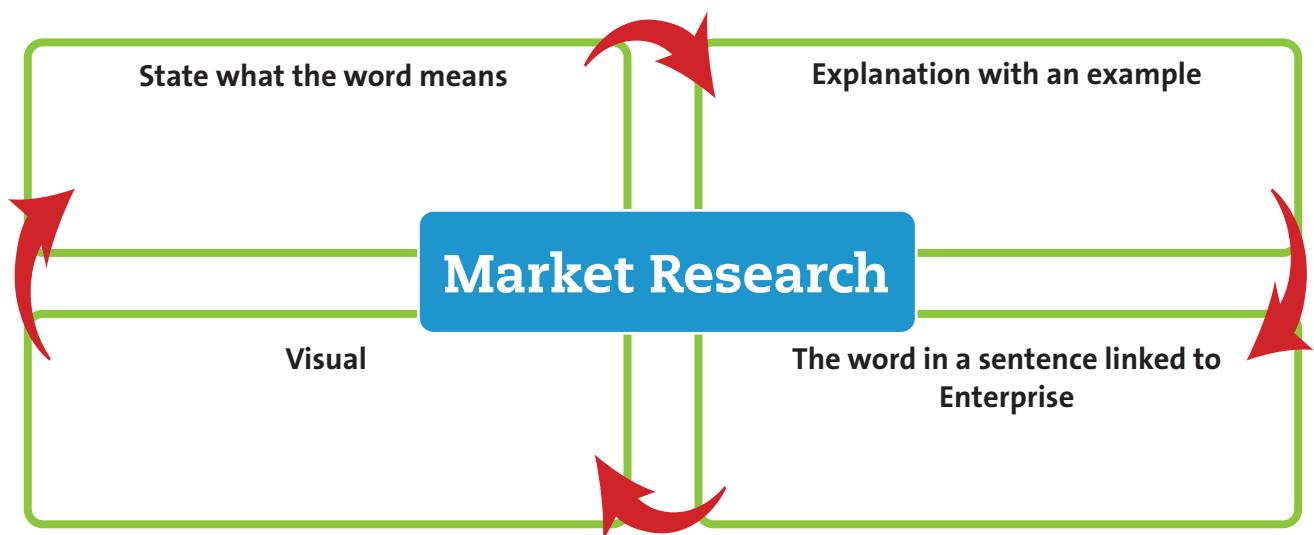 State what the word means
Explanation with an example
Market Research
Visual
The word in a sentence linked to
Enterprise